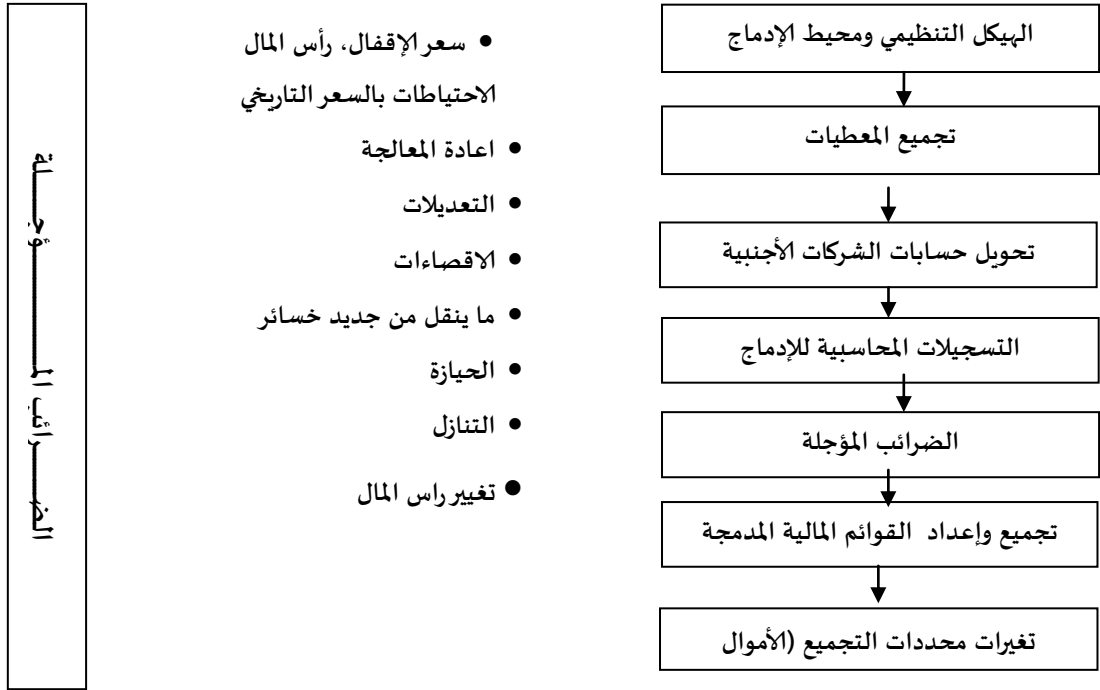 الهيكل التنظيمي ومحيط الإدماج
تجميع المعطيات
تحويل حسابات الشركات الأجنبية
التسجيلات المحاسبية للإدماج
الضرائب المؤجلة
تجميع وإعداد القوائم المالية المدمجة
تغيرات محددات التجميع (الأموال
• سعر الإقفال، رأس المال
الاحتياطات بالسعر التاريخي
• اعادة المعالجة
• التعديلات
• الاقصاءات
• ما ينقل من جديد خسائر
• الحيازة
• التنازل
• تغيير راس المال
الضـــرائب المـــــــــؤجــــلة